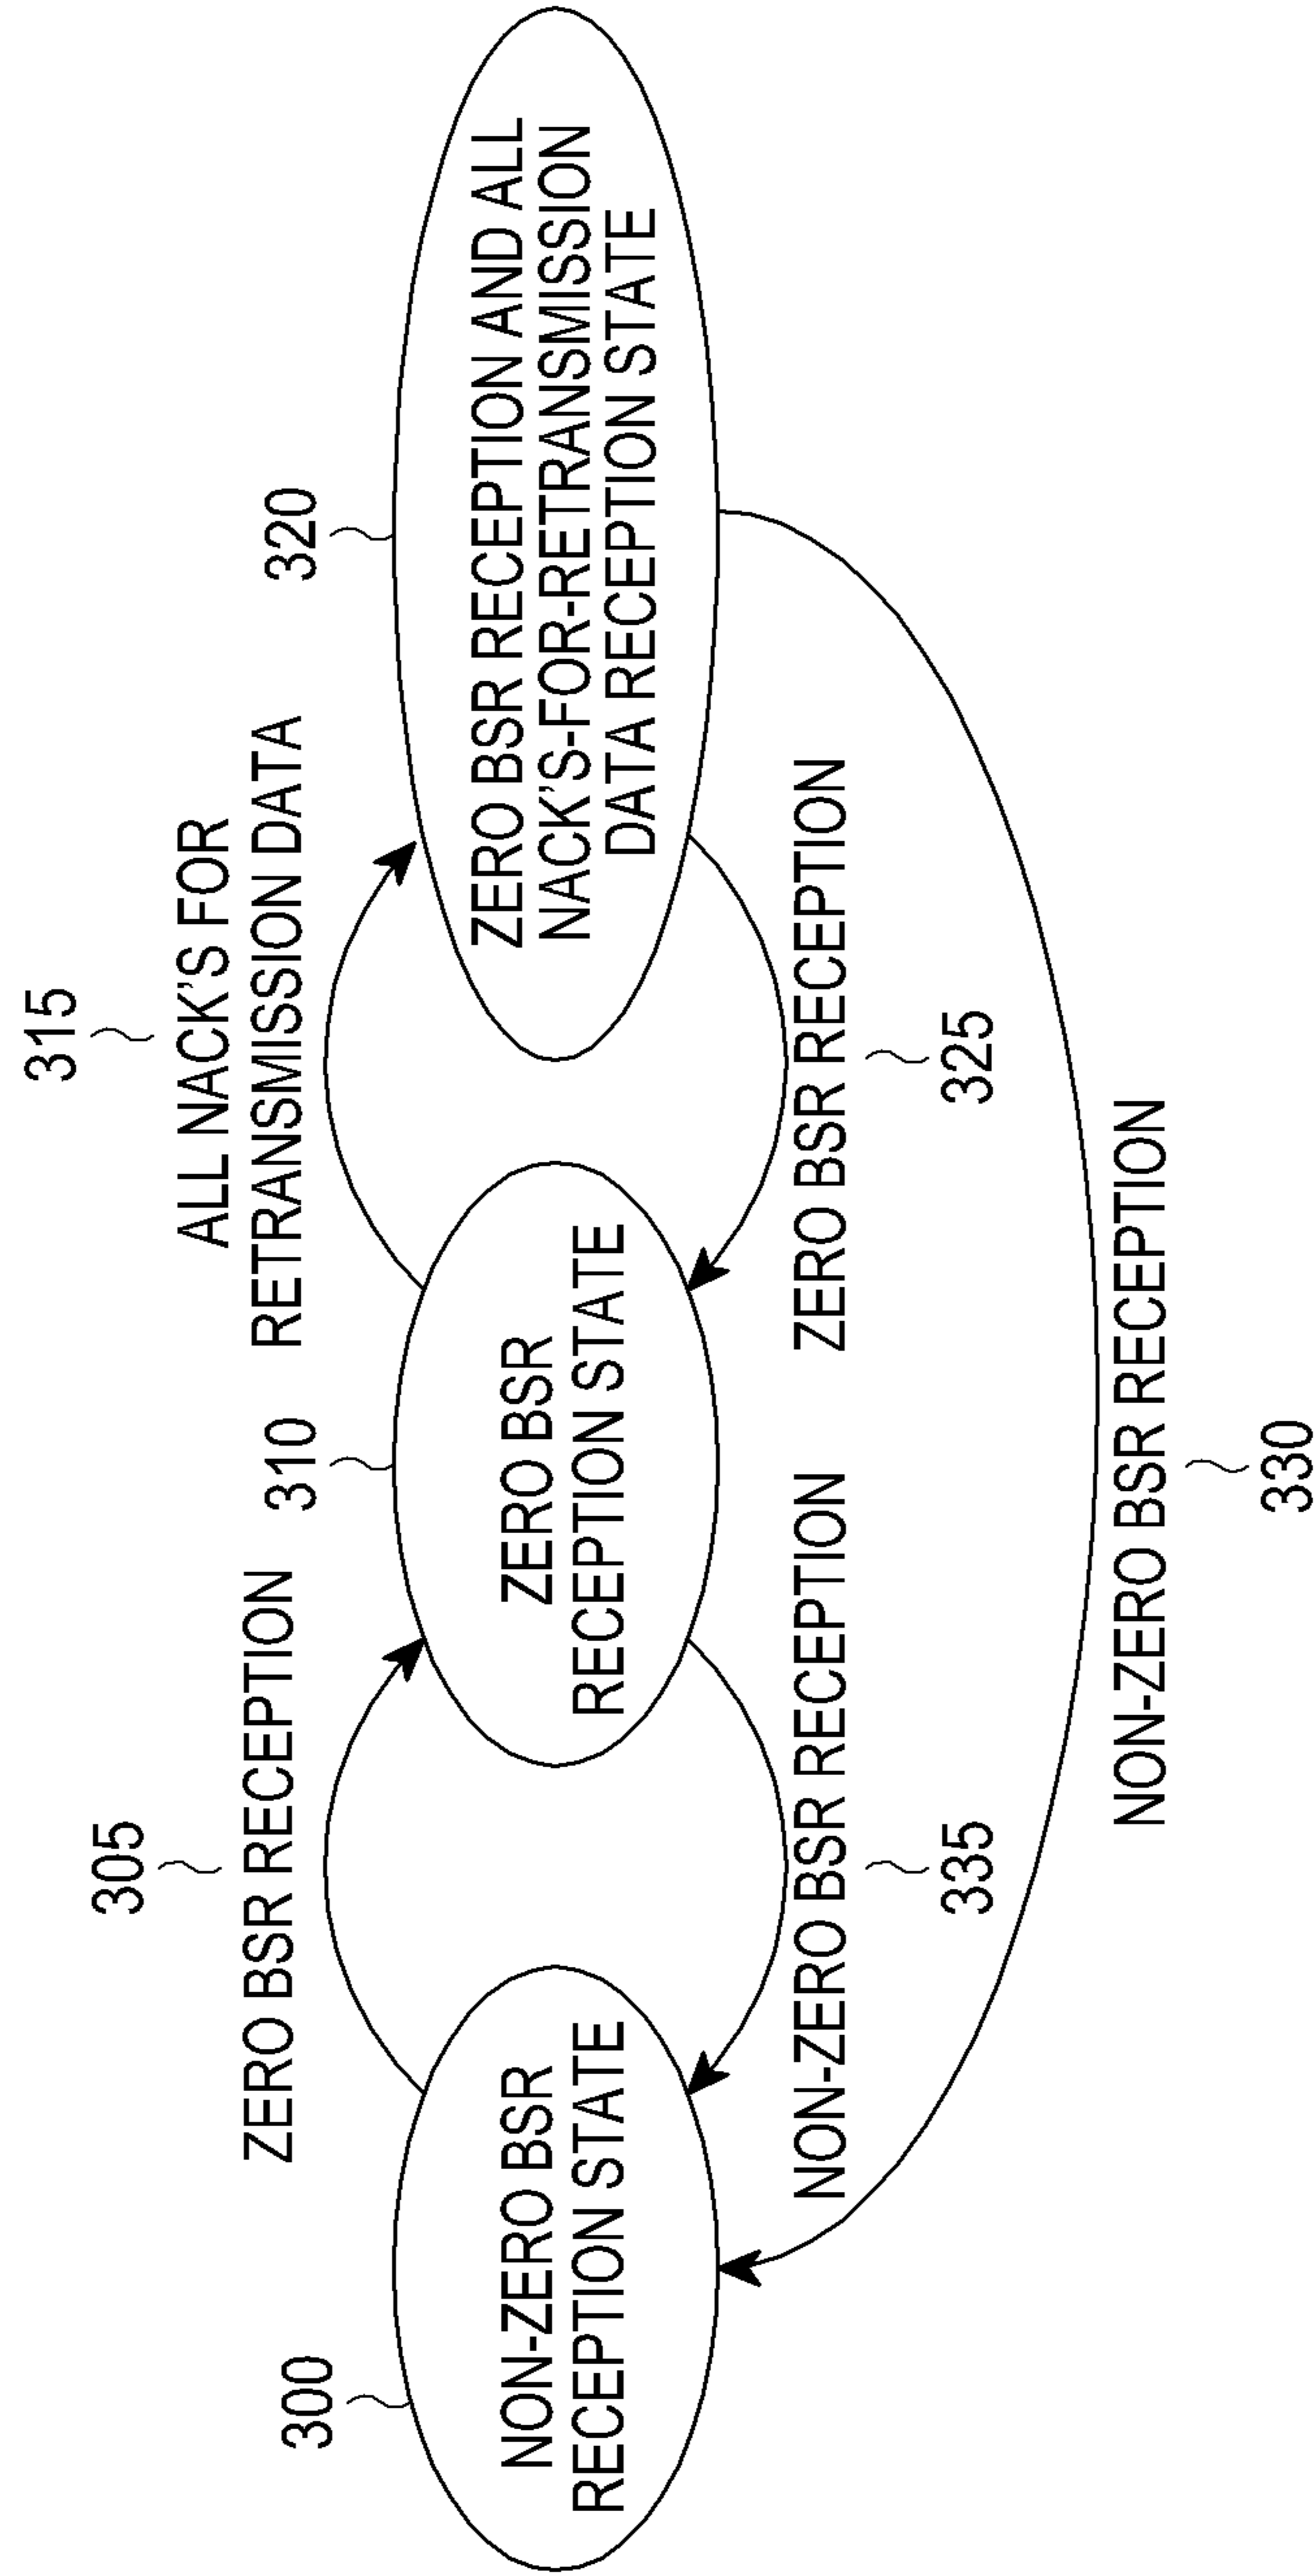 315
305
ALL NACK'S FOR
RETRANSMISSION DATA
ZERO BSR RECEPTION
300
310
320
NON-ZERO BSR
RECEPTION STATE
ZERO BSR
RECEPTION STATE
ZERO BSR RECEPTION AND ALL
NACK'S-FOR-RETRANSMISSION
DATA RECEPTION STATE
NON-ZERO BSR RECEPTION
335
ZERO BSR RECEPTION
325
NON-ZERO BSR RECEPTION
330